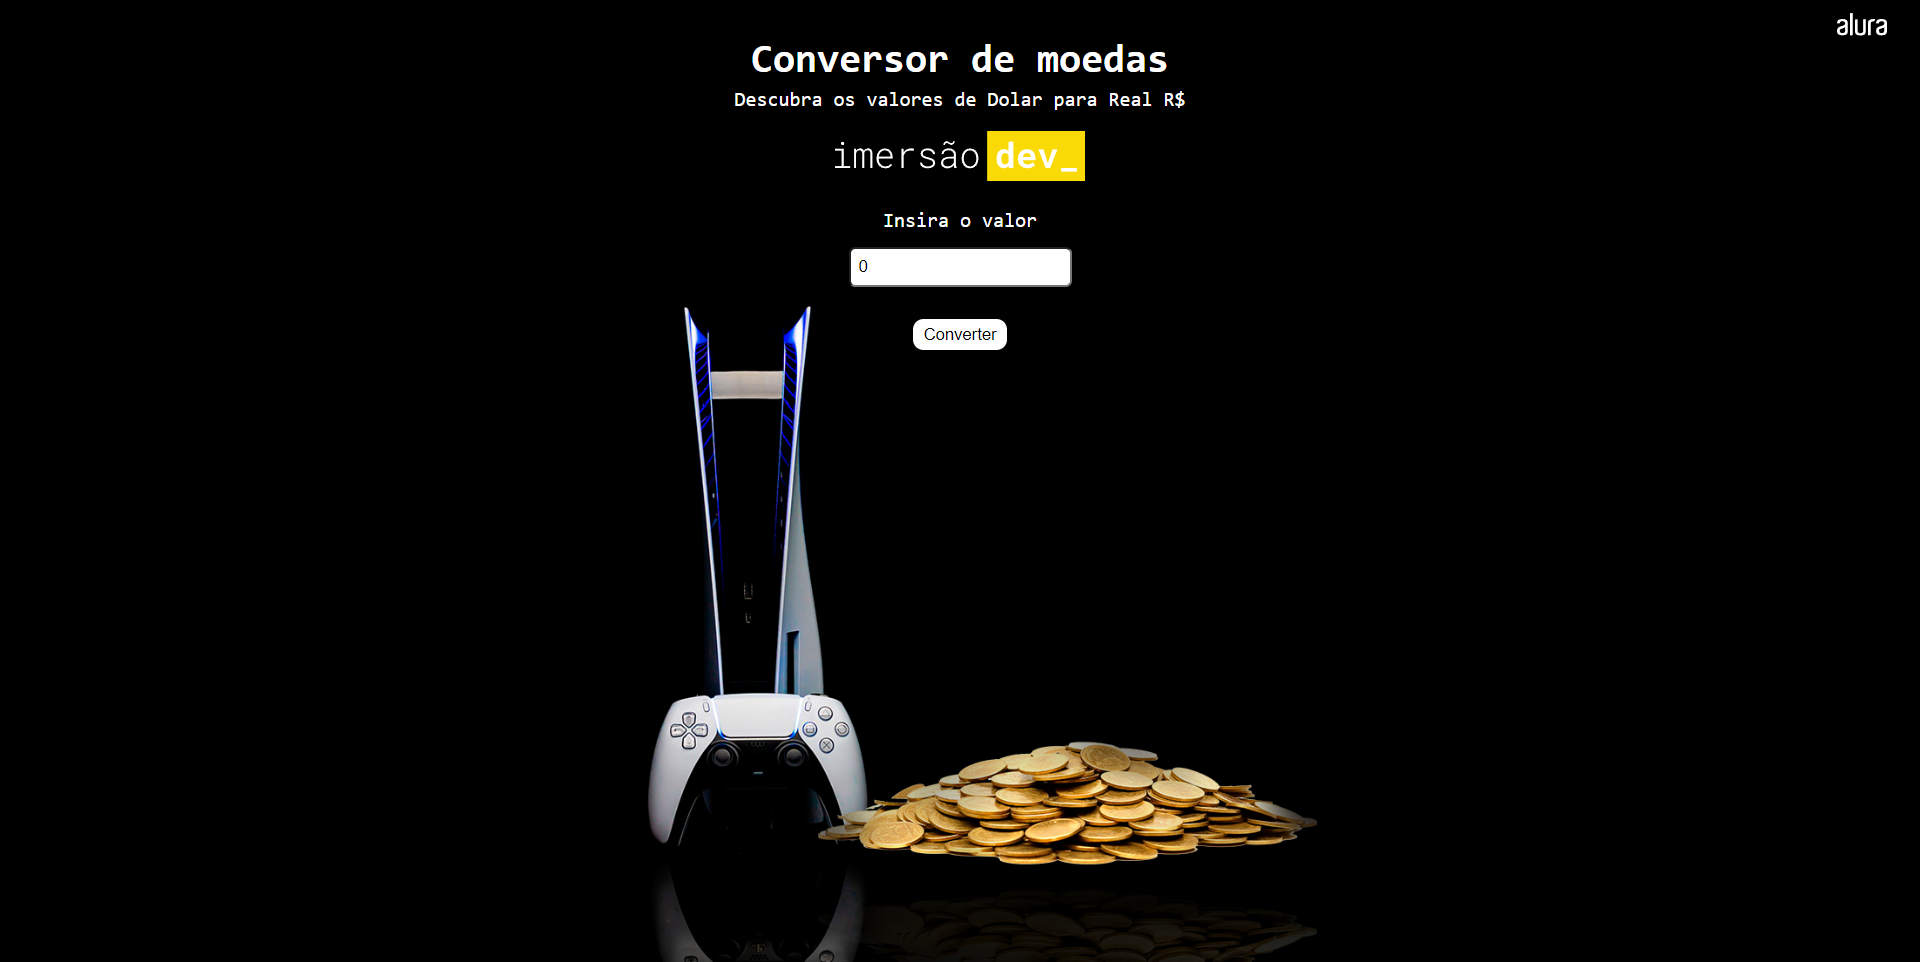 alura
Conversor de moedas
Descubra os valores de Dolar para Real R$
imersão dev_
Insira o valor
0
Converter